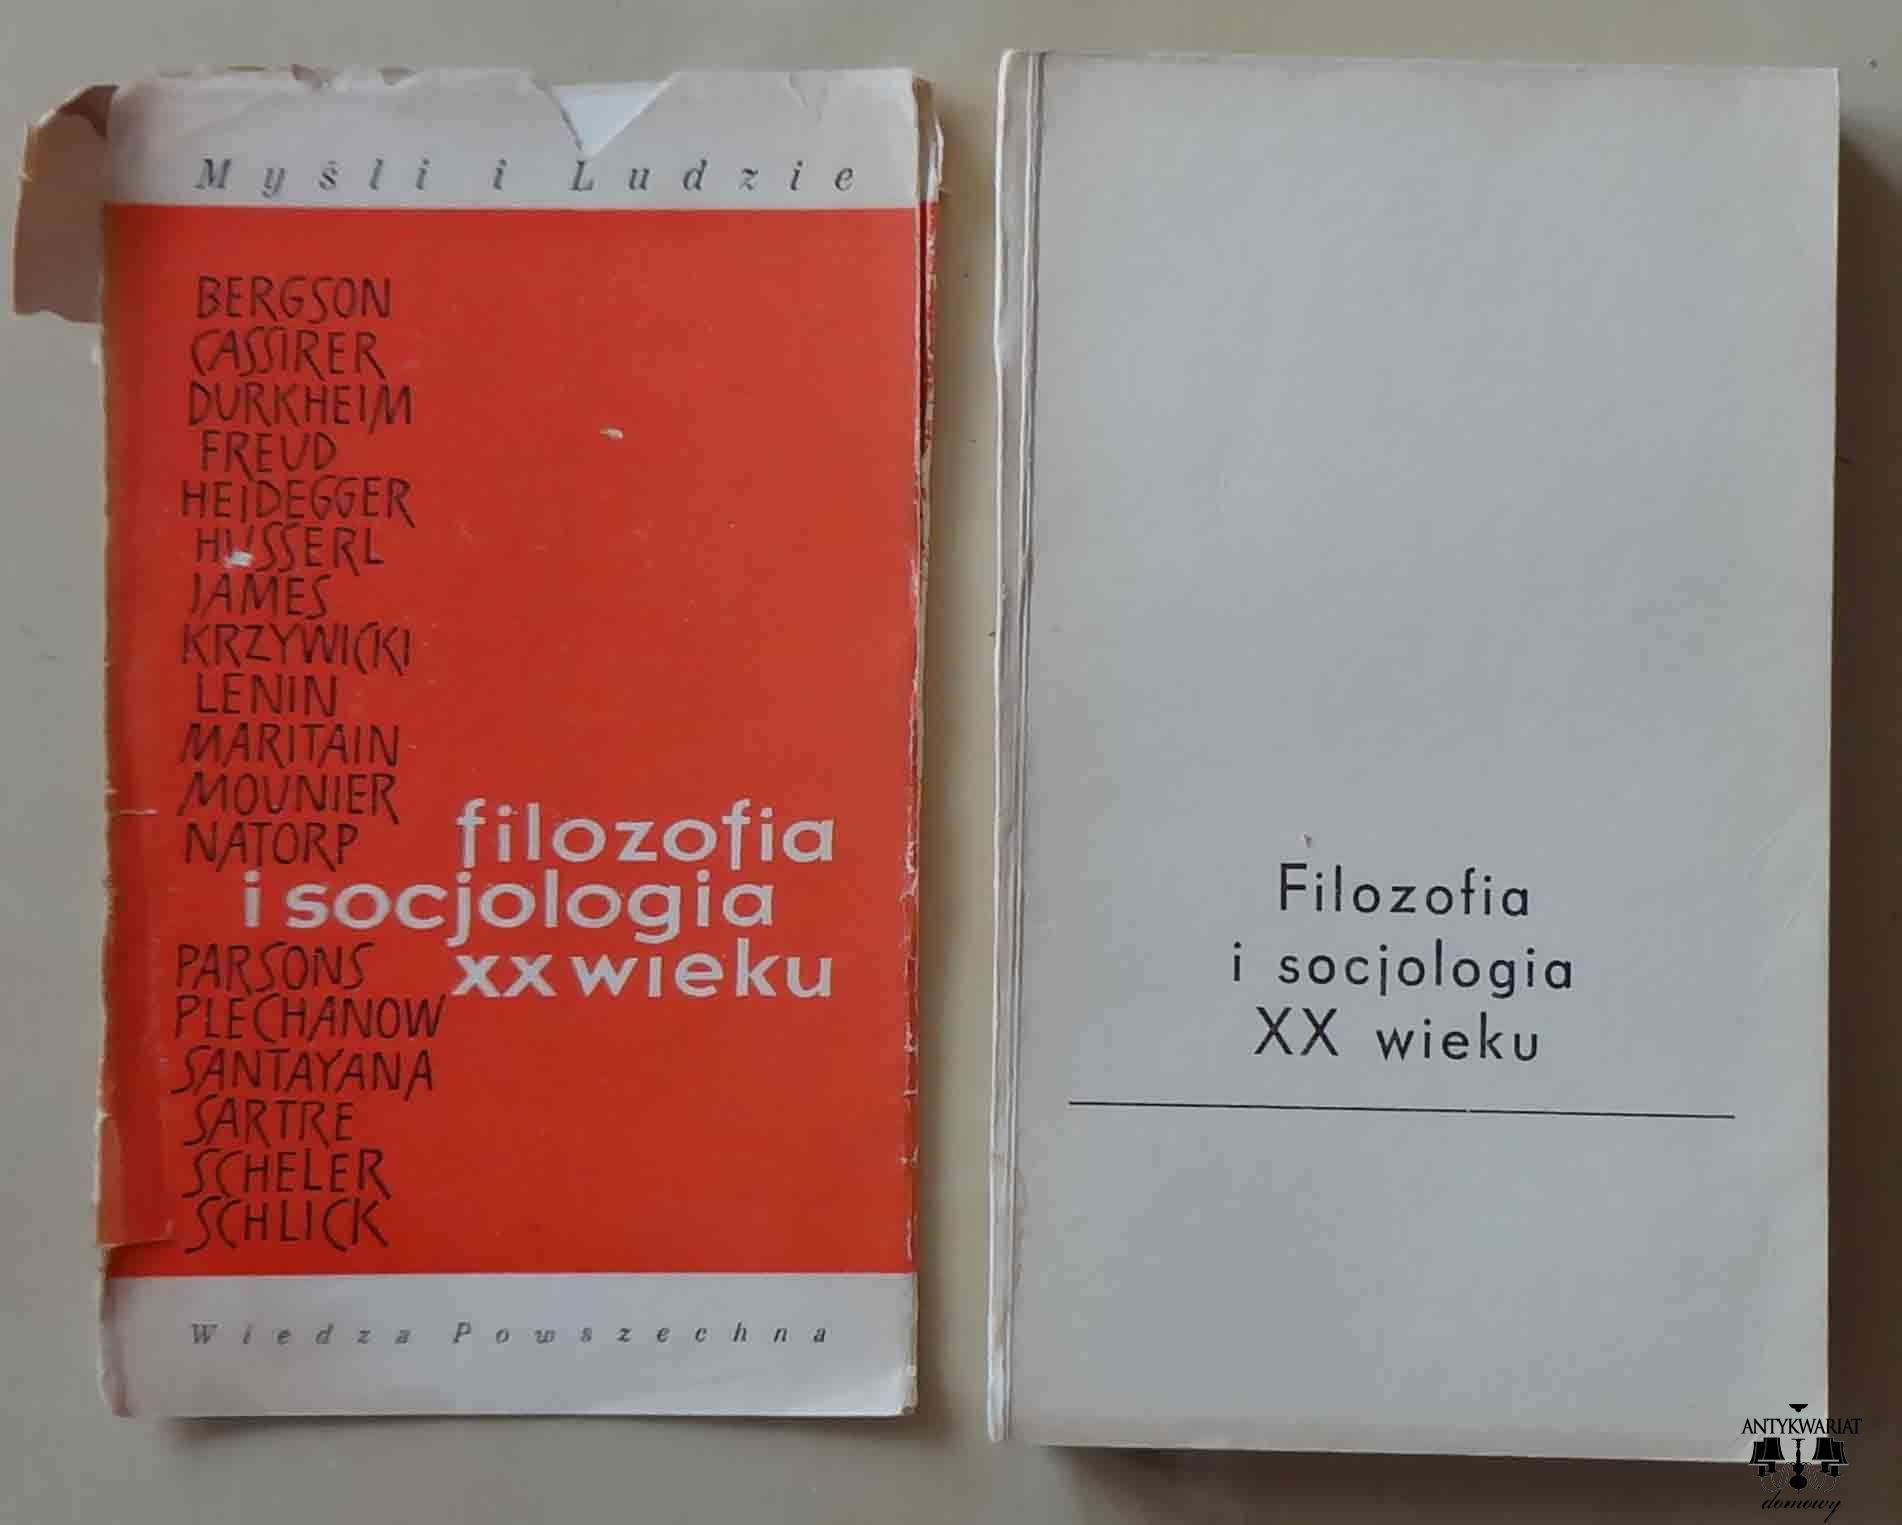 Myśli i Ludzie
BERGSON
CASSIRER
DURKHEIM
FREUD
HEIDEGGER
HUSSERL
JAMES
KRZYWICKI
LENIN
MARITAIN
MOUNIER
NATORP
filozofia
i socjologia
xx wieku
PARSONS
PLECHANOW
SANTAYANA
SARTRE
SCHELER
SCHLICK
Wiedza Powszechna
Filozofia
i socjologia
XX wieku
ANTYKWARIAT
domowy